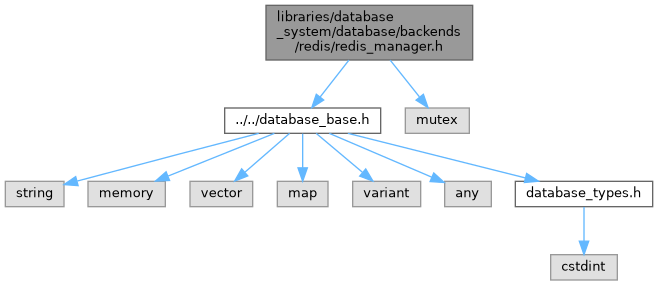 libraries/database
_system/database/backends
/redis/redis_manager.h
../../database_base.h
mutex
string
memory
vector
map
variant
any
database_types.h
cstdint